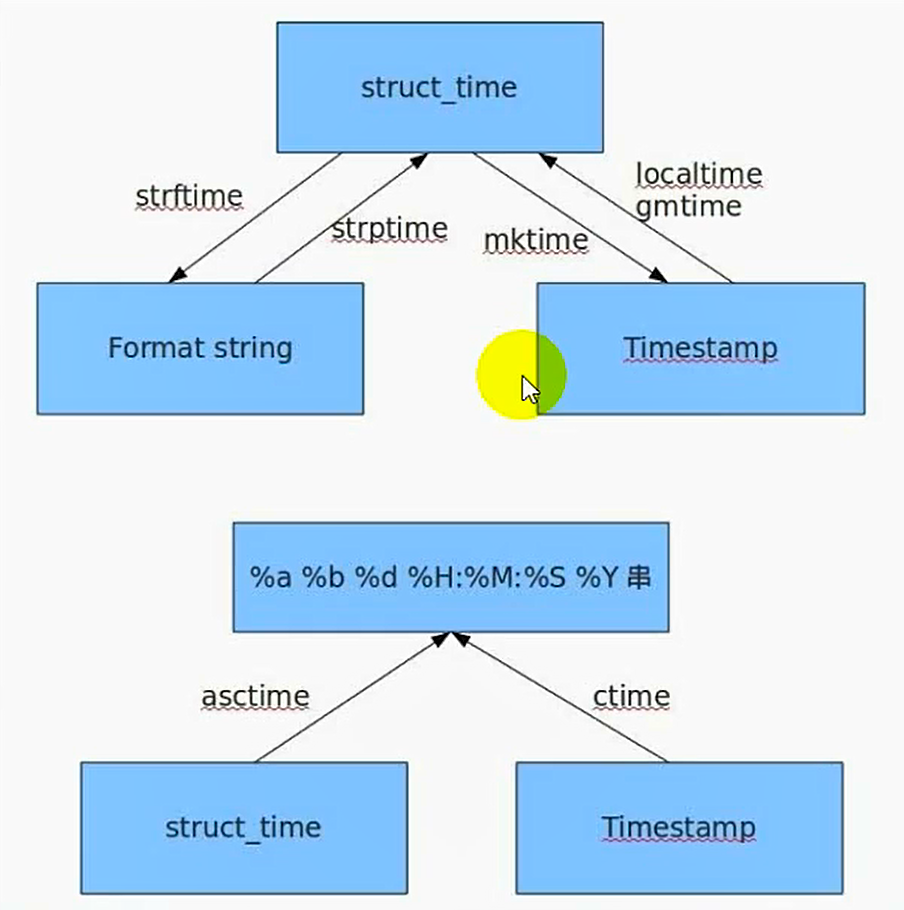 struct_time
strftime
strptime
mktime
localtime
gmtime
Format string
Timestamp
%a %b %d %H:%M:%S %Y 串
asctime
ctime
struct_time
Timestamp